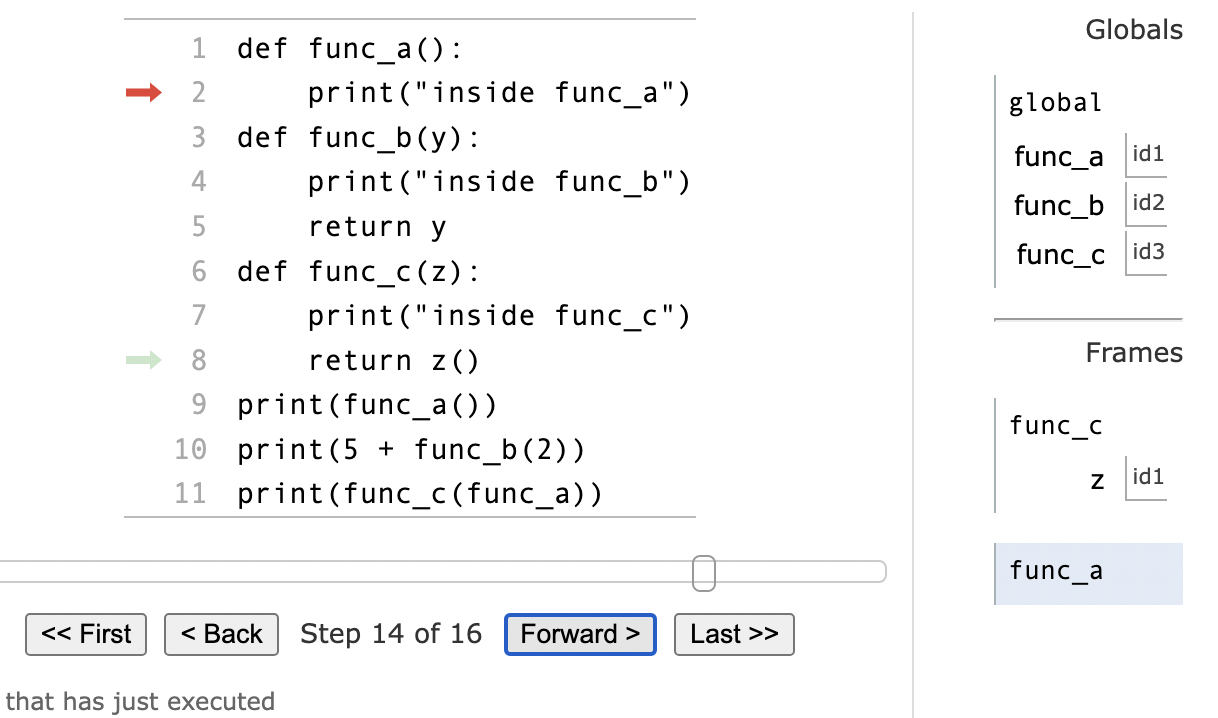 1 def func_a():
2     print("inside func_a")
3 def func_b(y):
4     print("inside func_b")
5     return y
6 def func_c(z):
7     print("inside func_c")
8     return z()
9 print(func_a())
10 print(5 + func_b(2))
11 print(func_c(func_a))
<< First < Back Step 14 of 16 Forward > Last >>
that has just executed
Globals
global
func_a id1
func_b id2
func_c id3
Frames
func_c
z id1
func_a